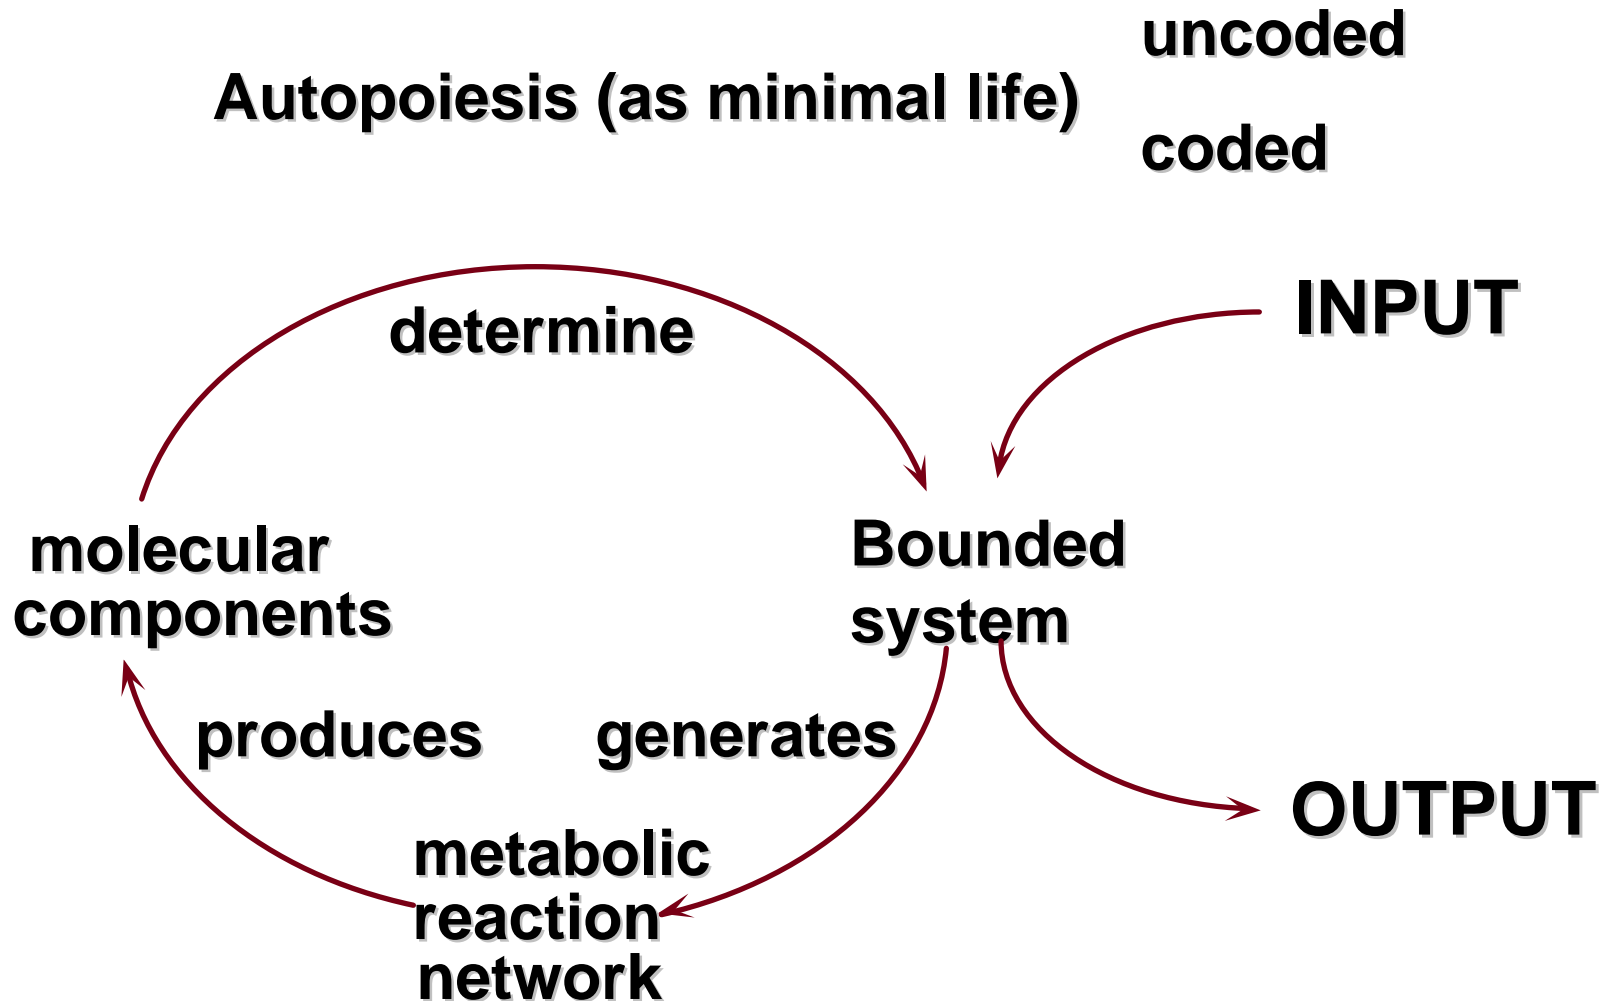 uncoded
Autopoiesis (as minimal life)
coded
INPUT
determine
molecular
components
Bounded
system
produces
generates
OUTPUT
metabolic
reaction
network